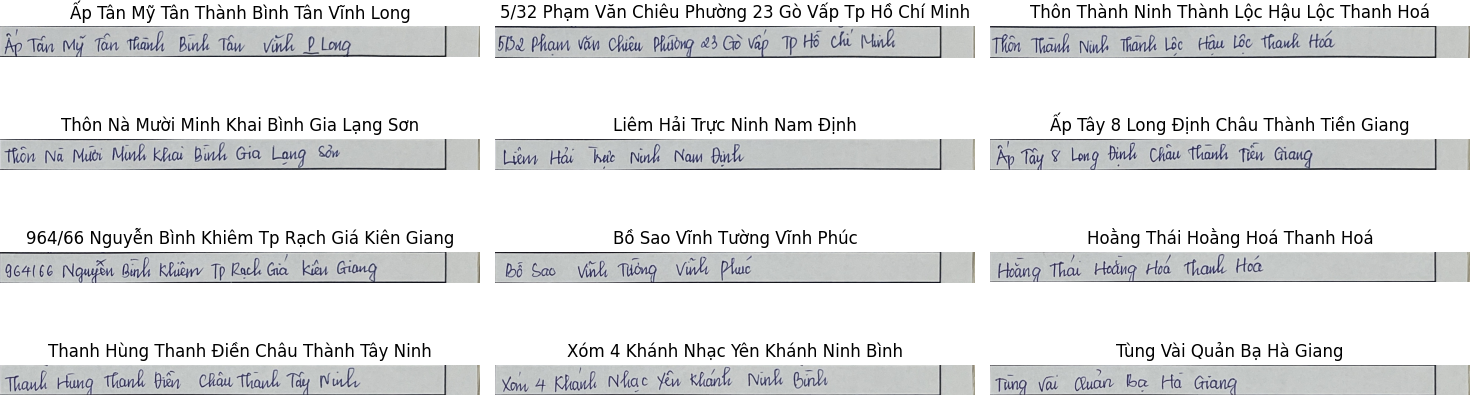 Ấp Tân Mỹ Tân Thành Bình Tân Vĩnh Long
Ấp Tân Mỹ Tân Thành Bình Tân Vĩnh P Long
5/32 Phạm Văn Chiêu Phường 23 Gò Vấp Tp Hồ Chí Minh
5/32 Phạm Văn Chiêu Phường 23 Gò Vấp Tp Hồ Chí Minh
Thôn Thành Ninh Thành Lộc Hậu Lộc Thanh Hoá
Thôn Thành Ninh Thành Lộc Hậu Lộc Thanh Hoá
Thôn Nà Mười Minh Khai Bình Gia Lạng Sơn
Thôn Nà Mười Minh Khai Bình Gia Lạng Sơn
Liêm Hải Trực Ninh Nam Định
Liêm Hải Trực Ninh Nam Định
Ấp Tây 8 Long Định Châu Thành Tiền Giang
Ấp Tây 8 Long Định Châu Thành Tiền Giang
964/66 Nguyễn Bình Khiêm Tp Rạch Giá Kiên Giang
964/66 Nguyễn Bình Khiêm Tp Rạch Giá Kiên Giang
Bồ Sao Vĩnh Tường Vĩnh Phúc
Bồ Sao Vĩnh Tường Vĩnh Phúc
Hoằng Thái Hoằng Hoá Thanh Hoá
Hoằng Thái Hoằng Hoá Thanh Hoá
Thanh Hùng Thanh Điền Châu Thành Tây Ninh
Thanh Hùng Thanh Điền Châu Thành Tây Ninh
Xóm 4 Khánh Nhạc Yên Khánh Ninh Bình
Xóm 4 Khánh Nhạc Yên Khánh Ninh Bình
Tùng Vài Quản Bạ Hà Giang
Tùng Vài Quản Bạ Hà Giang